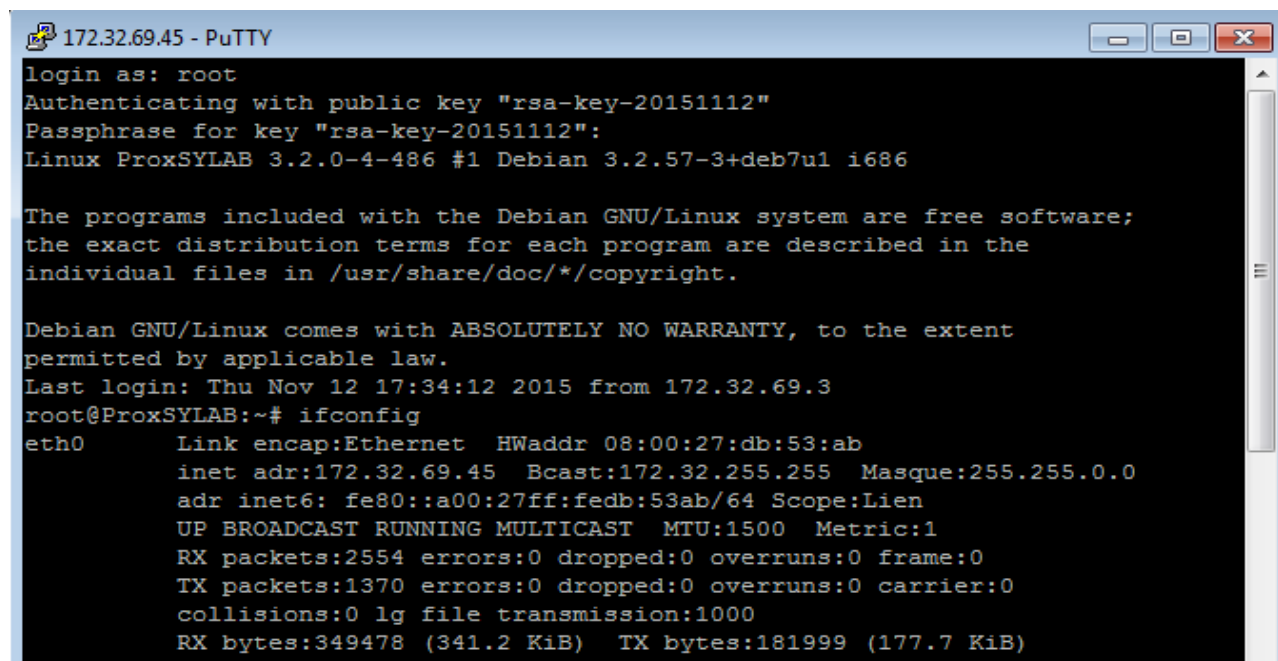 172.32.69.45 - PuTTY
login as: root
Authenticating with public key "rsa-key-20151112"
Passphrase for key "rsa-key-20151112":
Linux ProxSYLAB 3.2.0-4-486 #1 Debian 3.2.57-3+deb7u1 i686
The programs included with the Debian GNU/Linux system are free software;
the exact distribution terms for each program are described in the
individual files in /usr/share/doc/*/copyright.
Debian GNU/Linux comes with ABSOLUTELY NO WARRANTY, to the extent
permitted by applicable law.
Last login: Thu Nov 12 17:34:12 2015 from 172.32.69.3
root@ProxSYLAB:~# ifconfig
eth0      Link encap:Ethernet  HWaddr 08:00:27:db:53:ab
          inet adr:172.32.69.45  Bcast:172.32.255.255  Masque:255.255.0.0
          adr inet6: fe80::a00:27ff:fedb:53ab/64 Scope:Lien
          UP BROADCAST RUNNING MULTICAST  MTU:1500  Metric:1
          RX packets:2554 errors:0 dropped:0 overruns:0 frame:0
          TX packets:1370 errors:0 dropped:0 overruns:0 carrier:0
          collisions:0 lg file transmission:1000
          RX bytes:349478 (341.2 KiB)  TX bytes:181999 (177.7 KiB)